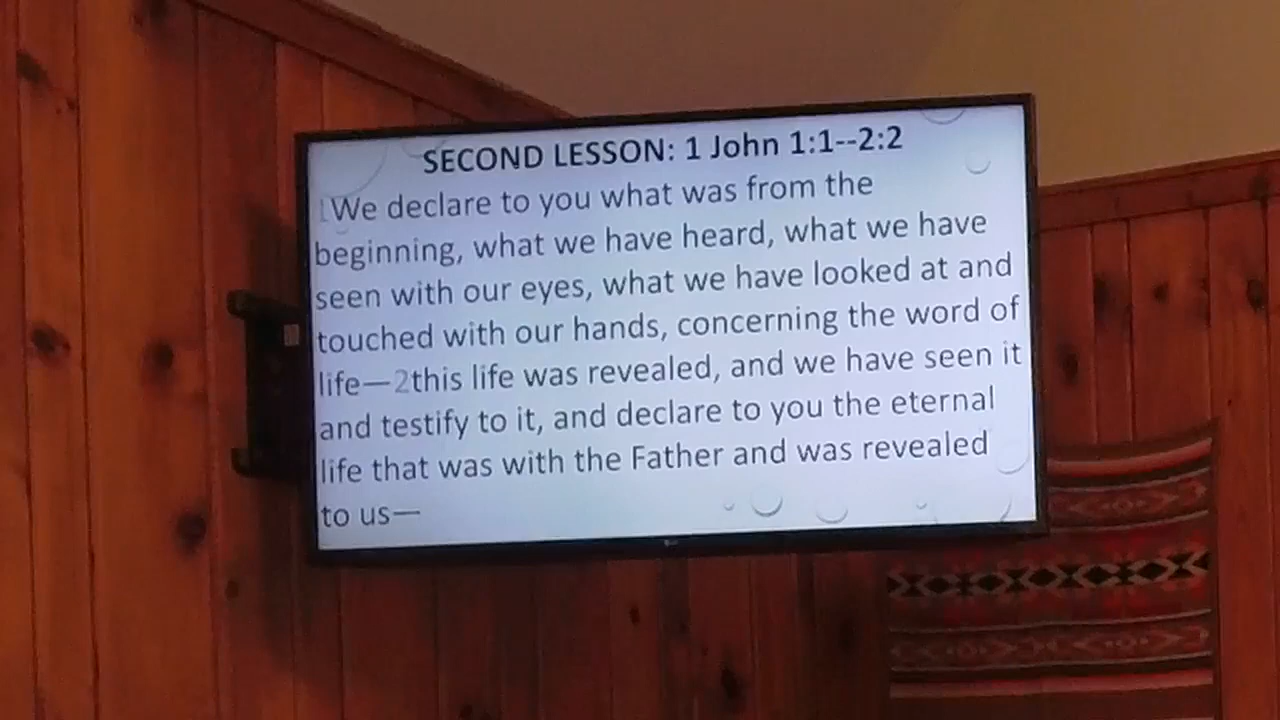 SECOND LESSON: 1 John 1:1--2:2
1We declare to you what was from the
beginning, what we have heard, what we have
seen with our eyes, what we have looked at and
touched with our hands, concerning the word of
life—2this life was revealed, and we have seen it
and testify to it, and declare to you the eternal
life that was with the Father and was revealed
to us—